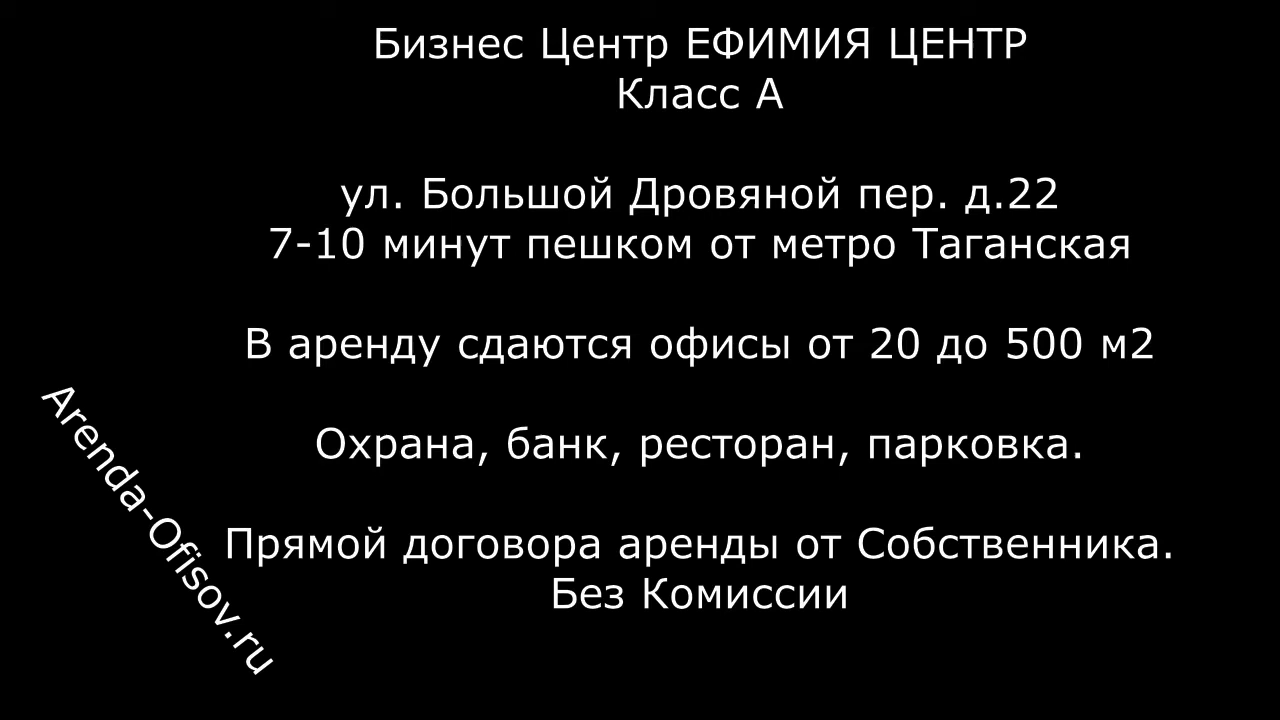 Бизнес Центр ЕФИМИЯ ЦЕНТР
Класс А
ул. Большой Дровяной пер. д.22
7-10 минут пешком от метро Таганская
В аренду сдаются офисы от 20 до 500 м2
Охрана, банк, ресторан, парковка.
Прямой договора аренды от Собственника.
Без Комиссии
Arenda-Ofisov.ru